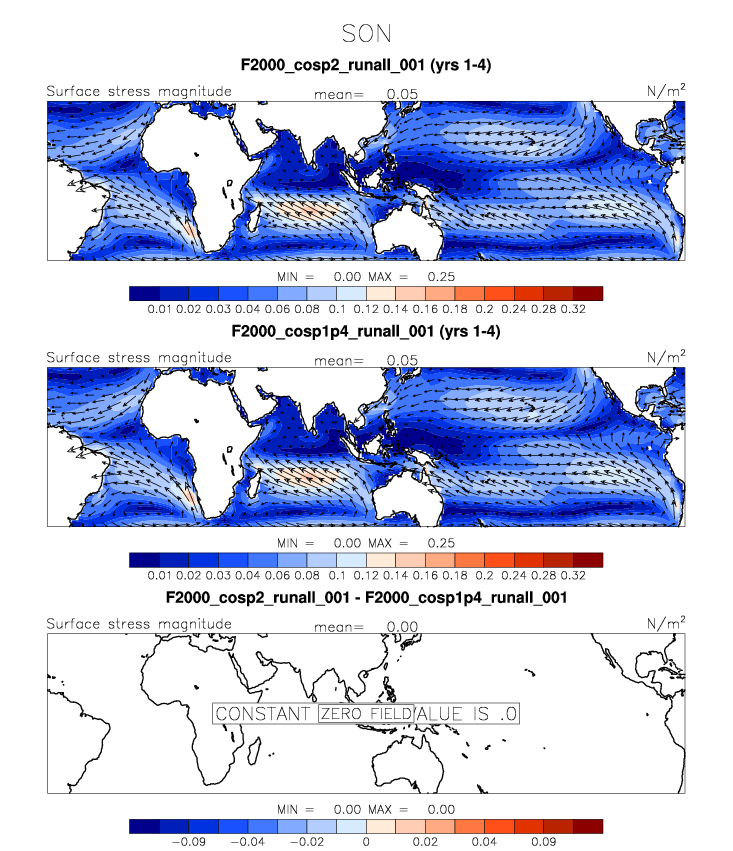 SON
F2000_cosp2_runall_001 (yrs 1-4)
Surface stress magnitude mean= 0.05 N/m²
MIN = 0.00 MAX = 0.25
0.01 0.02 0.03 0.04 0.06 0.08 0.1 0.12 0.14 0.16 0.18 0.2 0.24 0.28 0.32
F2000_cosp1p4_runall_001 (yrs 1-4)
Surface stress magnitude mean= 0.05 N/m²
MIN = 0.00 MAX = 0.25
0.01 0.02 0.03 0.04 0.06 0.08 0.1 0.12 0.14 0.16 0.18 0.2 0.24 0.28 0.32
F2000_cosp2_runall_001 - F2000_cosp1p4_runall_001
Surface stress magnitude mean= 0.00 N/m²
CONSTANT ZERO FIELD ALUE IS .0
MIN = 0.00 MAX = 0.00
−0.09 −0.04 −0.02 0 0.02 0.04 0.09